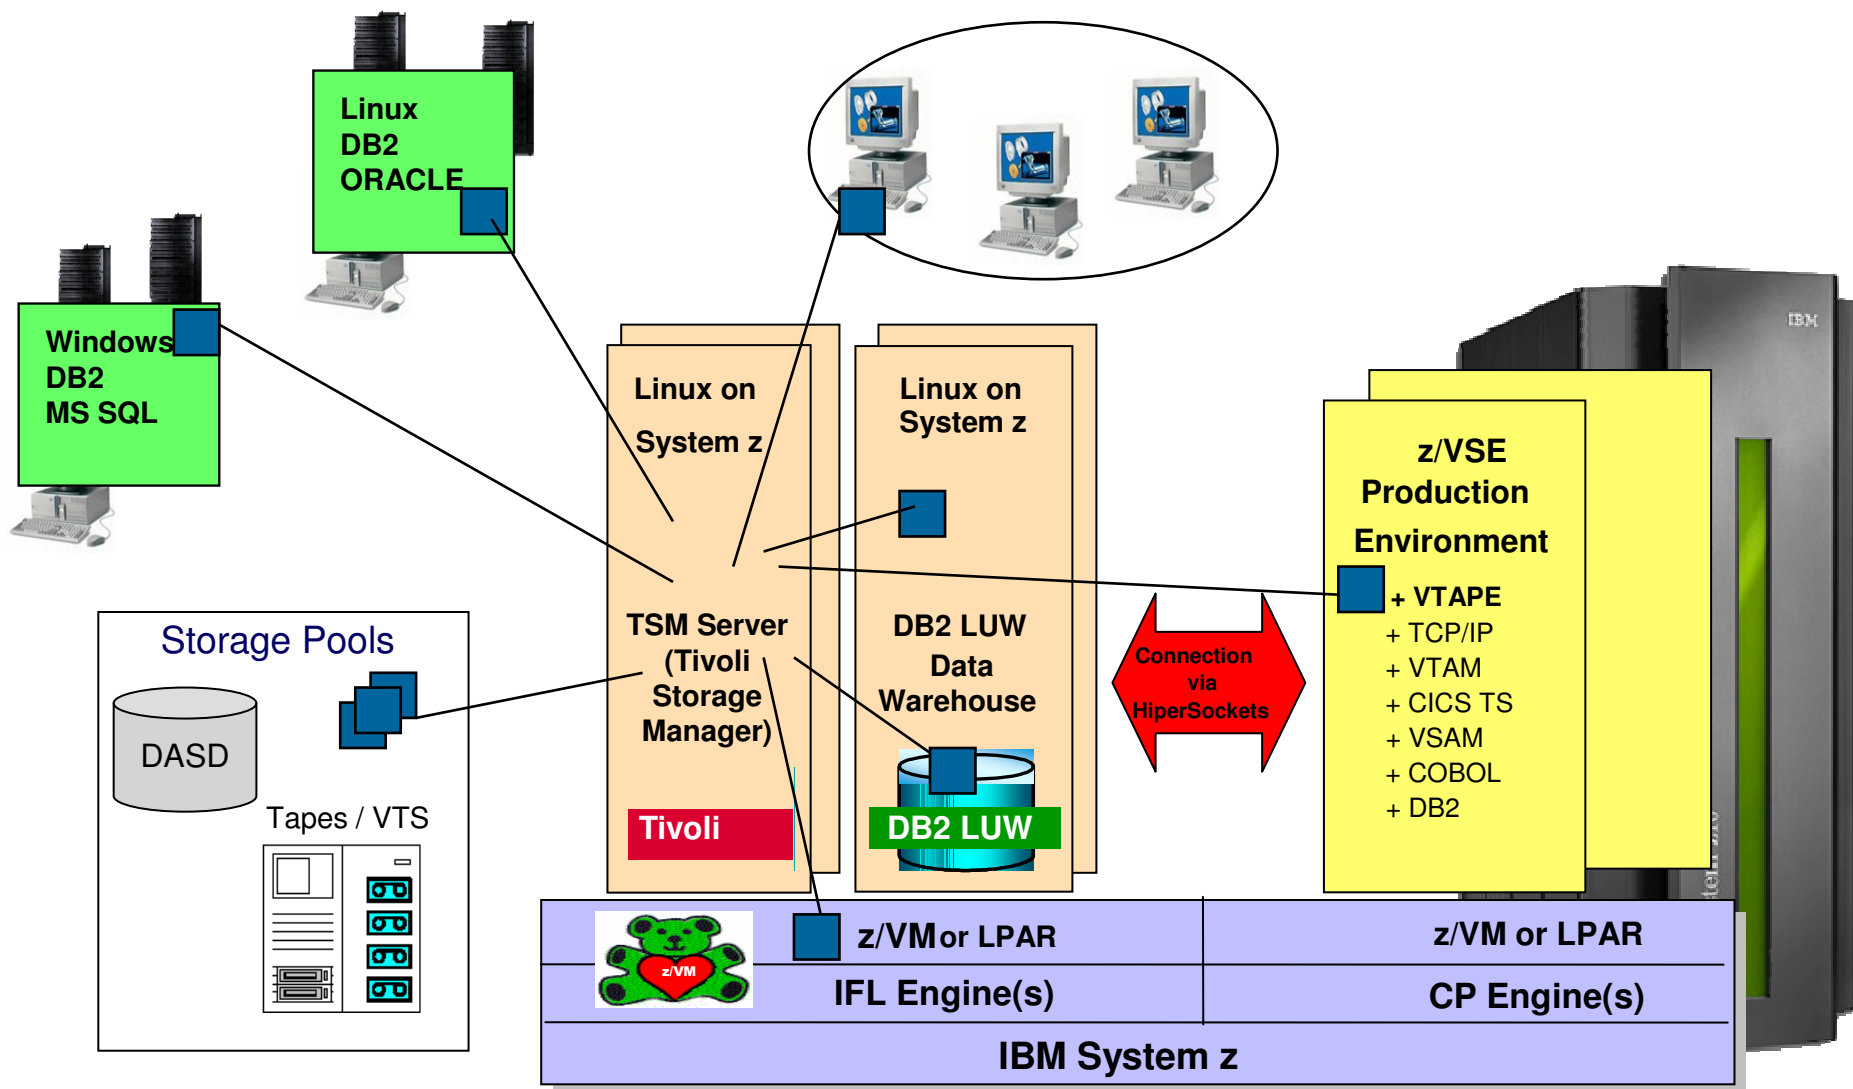 Linux
DB2
ORACLE
Windows
DB2
MS SQL
IBM
Linux on
System z
Linux on
System z
z/VSE
Production
Environment
+ VTAPE
+ TCP/IP
+ VTAM
+ CICS TS
+ VSAM
+ COBOL
+ DB2
Storage Pools
DASD
Tapes / VTS
TSM Server
(Tivoli
Storage
Manager)
Tivoli
DB2 LUW
Data
Warehouse
DB2 LUW
Connection
via
HiperSockets
z/VM
z/VM or LPAR
z/VM or LPAR
IFL Engine(s)
CP Engine(s)
IBM System z